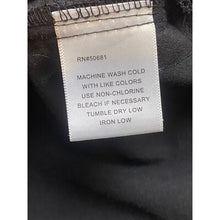 RN#50681
MACHINE WASH COLD
WITH LIKE COLORS
USE NON-CHLORINE
BLEACH IF NECESSARY
TUMBLE DRY LOW
IRON LOW